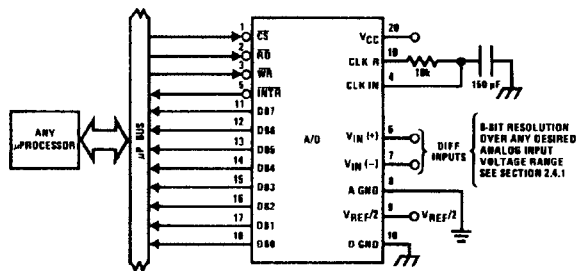 ANY
µPROCESSOR
µP BUS
1 CS
2 RD
3 WR
5 INTR
11 DB7
12 DB6
13 DB5
14 DB4
15 DB3
16 DB2
17 DB1
18 DB0
A/D
VCC 20
CLK R 19
10k
150 pF
CLK IN 4
VIN (+) 6
VIN (–) 7
DIFF
INPUTS
8-BIT RESOLUTION
OVER ANY DESIRED
ANALOG INPUT
VOLTAGE RANGE
SEE SECTION 2.4.1
A GND 8
VREF/2 9 VREF/2
D GND 10